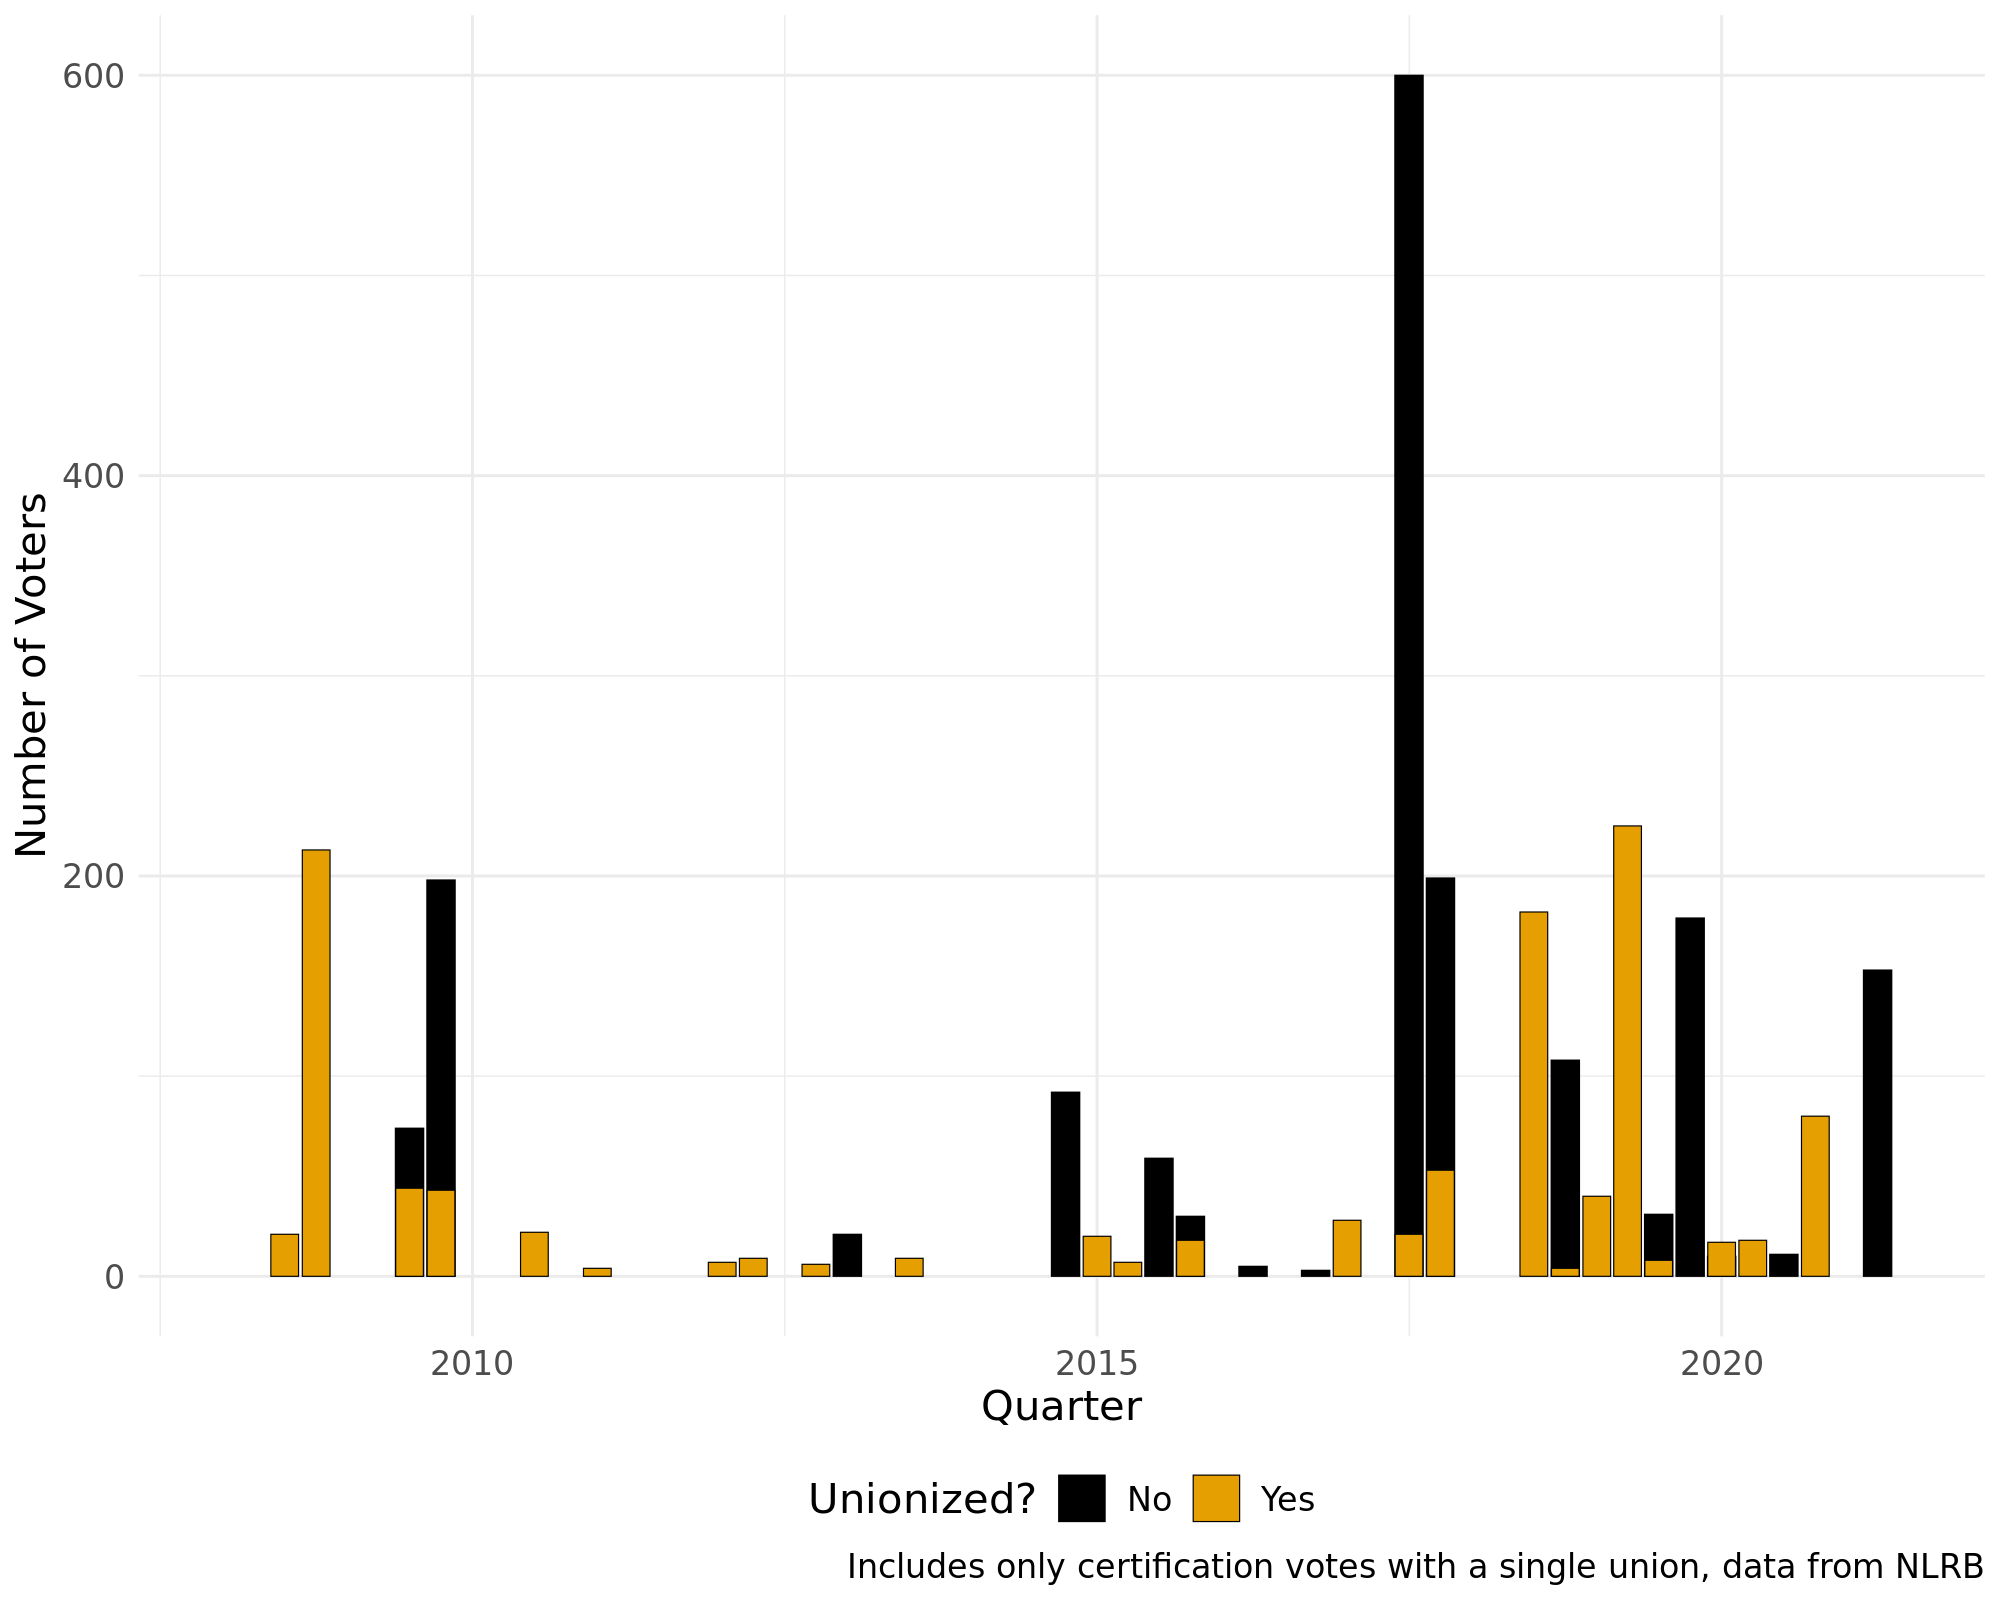 600
400
200
0
Number of Voters
2010 2015 2020
Quarter
Unionized? No Yes
Includes only certification votes with a single union, data from NLRB